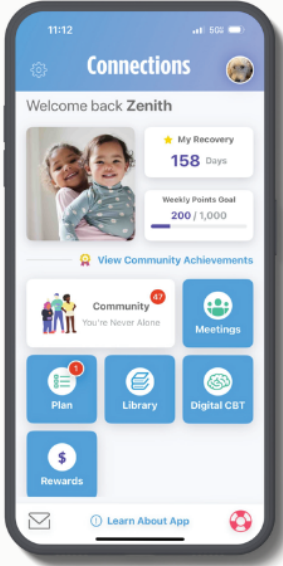 11:12
5G
Connections
Welcome back Zenith
My Recovery
158 Days
Weekly Points Goal
200 / 1,000
View Community Achievements
Community
47
You're Never Alone
Meetings
1
Plan
Library
Digital CBT
$
Rewards
Learn About App